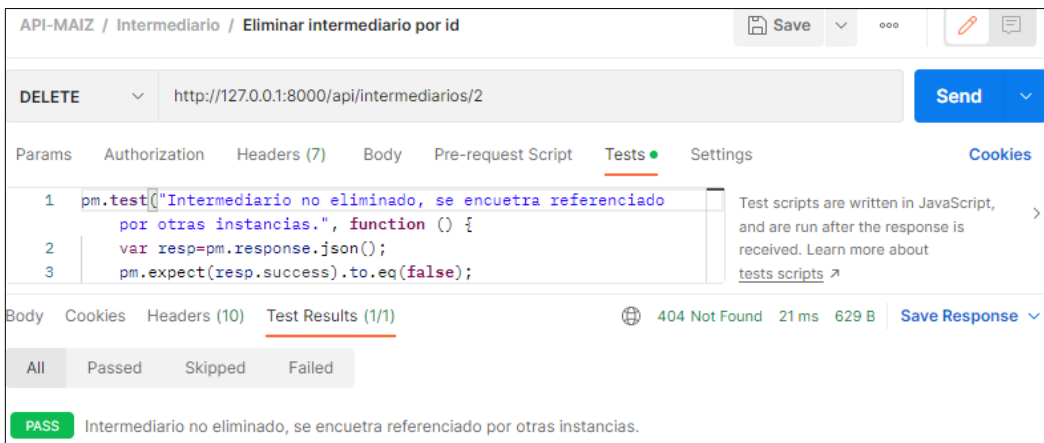 API-MAIZ / Intermediario / Eliminar intermediario por id Save ooo
DELETE http://127.0.0.1:8000/api/intermediarios/2 Send
Params Authorization Headers (7) Body Pre-request Script Tests Settings Cookies
1 pm.test("Intermediario no eliminado, se encuetra referenciado
por otras instancias.", function () {
2 var resp=pm.response.json();
3 pm.expect(resp.success).to.eq(false);
Test scripts are written in JavaScript,
and are run after the response is
received. Learn more about
tests scripts ↗
Body Cookies Headers (10) Test Results (1/1) 404 Not Found 21 ms 629 B Save Response
All Passed Skipped Failed
PASS Intermediario no eliminado, se encuetra referenciado por otras instancias.